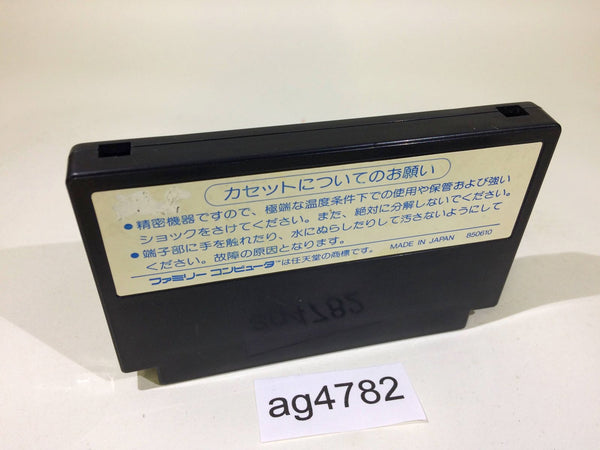 カセットについてのお願い
●精密機器ですので、極端な温度条件下での使用や保管および強い
ショックをさけてください。また、絶対に分解しないでください。
●端子部に手を触れたり、水にぬらしたりして汚さないようにして
ください。故障の原因となります。
ファミリーコンピュータは任天堂の商標です。 MADE IN JAPAN 850610
ag4782